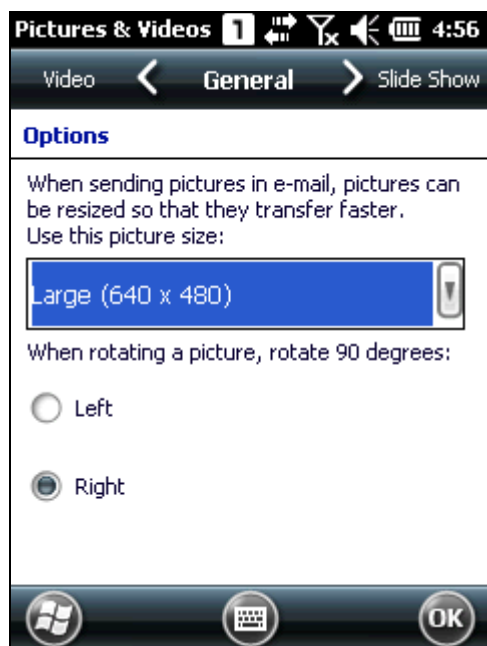 Pictures & Videos 1 4:56
Video General Slide Show
Options
When sending pictures in e-mail, pictures can
be resized so that they transfer faster.
Use this picture size:
Large (640 x 480)
When rotating a picture, rotate 90 degrees:
Left
Right
OK